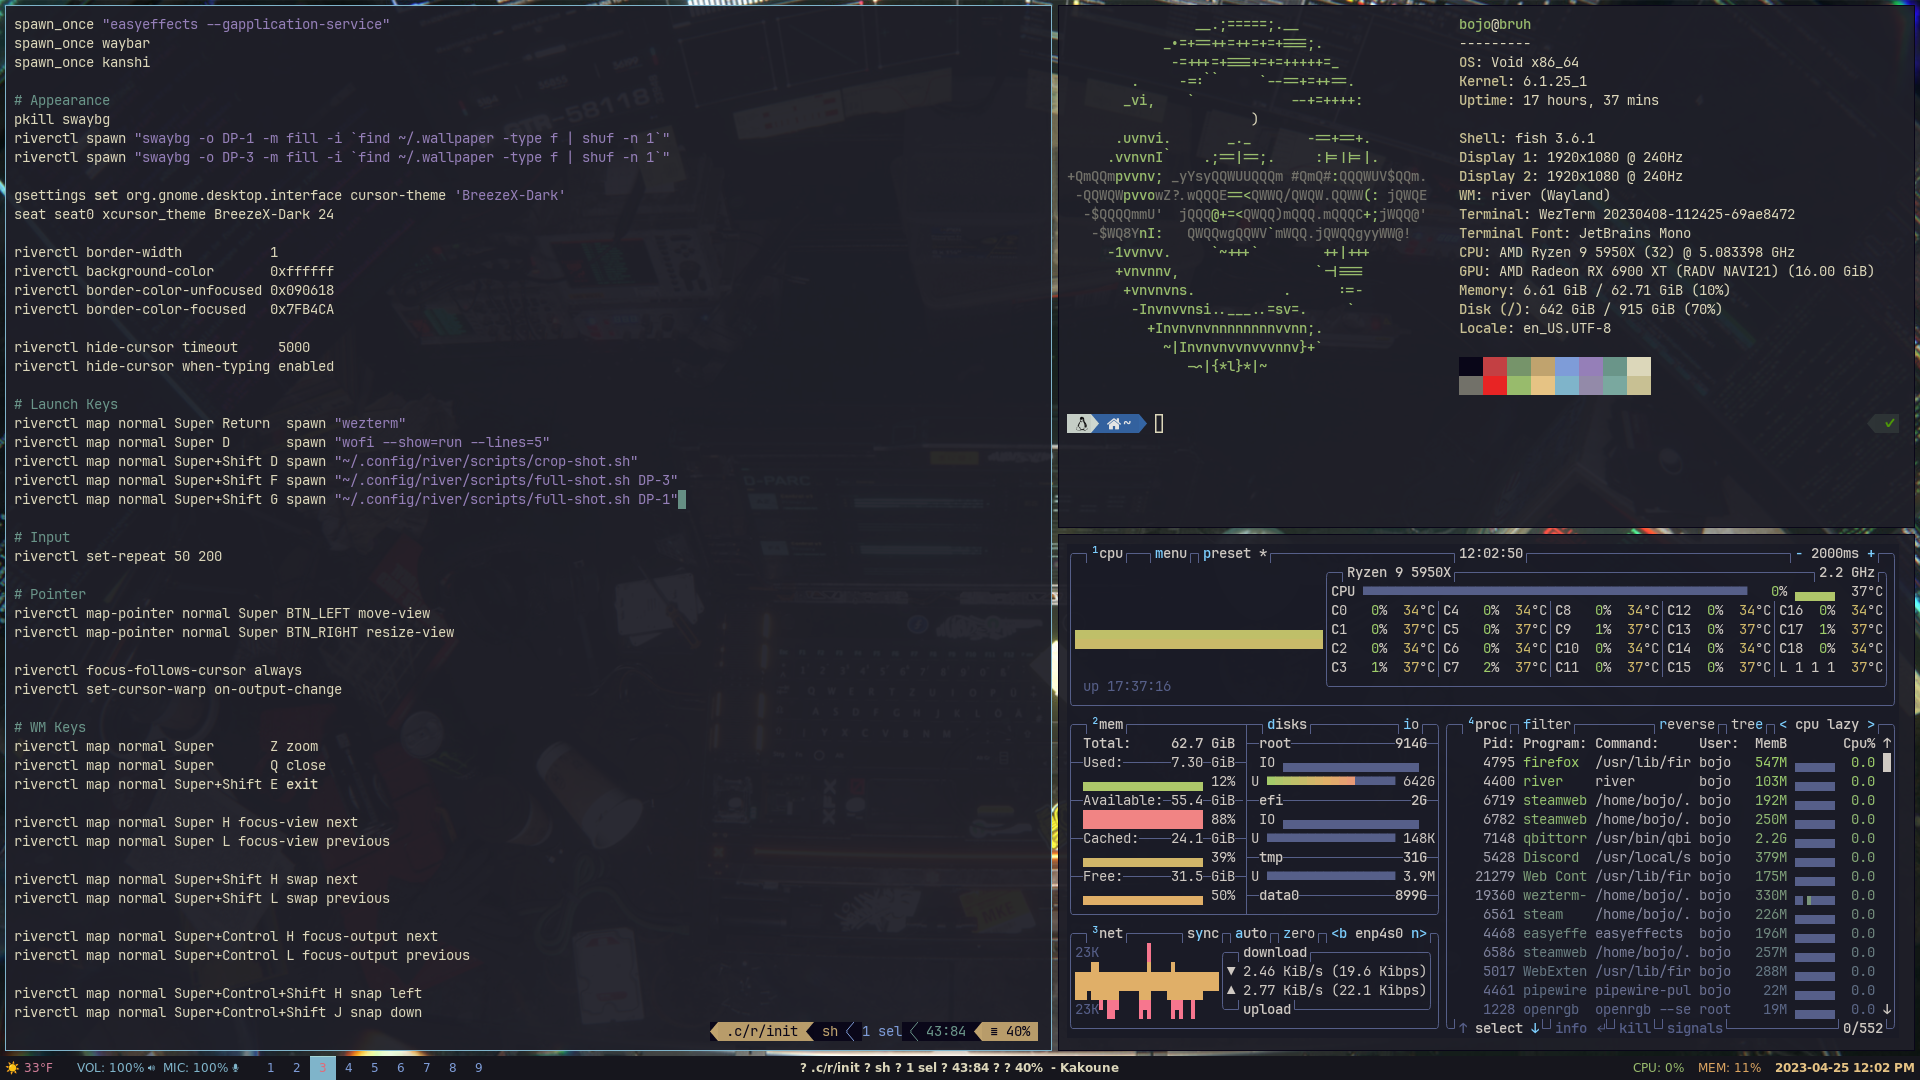 spawn_once "easyeffects --gapplication-service"
spawn_once waybar
spawn_once kanshi
# Appearance
pkill swaybg
riverctl spawn "swaybg -o DP-1 -m fill -i `find ~/.wallpaper -type f | shuf -n 1`"
riverctl spawn "swaybg -o DP-3 -m fill -i `find ~/.wallpaper -type f | shuf -n 1`"
gsettings set org.gnome.desktop.interface cursor-theme 'BreezeX-Dark'
seat seat0 xcursor_theme BreezeX-Dark 24
riverctl border-width 1
riverctl background-color 0xffffff
riverctl border-color-unfocused 0x090618
riverctl border-color-focused 0x7FB4CA
riverctl hide-cursor timeout 5000
riverctl hide-cursor when-typing enabled
# Launch Keys
riverctl map normal Super Return spawn "wezterm"
riverctl map normal Super D spawn "wofi --show=run --lines=5"
riverctl map normal Super+Shift D spawn "~/.config/river/scripts/crop-shot.sh"
riverctl map normal Super+Shift F spawn "~/.config/river/scripts/full-shot.sh DP-3"
riverctl map normal Super+Shift G spawn "~/.config/river/scripts/full-shot.sh DP-1"
# Input
riverctl set-repeat 50 200
# Pointer
riverctl map-pointer normal Super BTN_LEFT move-view
riverctl map-pointer normal Super BTN_RIGHT resize-view
riverctl focus-follows-cursor always
riverctl set-cursor-warp on-output-change
# WM Keys
riverctl map normal Super Z zoom
riverctl map normal Super Q close
riverctl map normal Super+Shift E exit
riverctl map normal Super H focus-view next
riverctl map normal Super L focus-view previous
riverctl map normal Super+Shift H swap next
riverctl map normal Super+Shift L swap previous
riverctl map normal Super+Control H focus-output next
riverctl map normal Super+Control L focus-output previous
riverctl map normal Super+Control+Shift H snap left
riverctl map normal Super+Control+Shift J snap down
.c/r/init sh 1 sel 43:84 ≡ 40%
bojo@bruh
---------
OS: Void x86_64
Kernel: 6.1.25_1
Uptime: 17 hours, 37 mins
Shell: fish 3.6.1
Display 1: 1920x1080 @ 240Hz
Display 2: 1920x1080 @ 240Hz
WM: river (Wayland)
Terminal: WezTerm 20230408-112425-69ae8472
Terminal Font: JetBrains Mono
CPU: AMD Ryzen 9 5950X (32) @ 5.083398 GHz
GPU: AMD Radeon RX 6900 XT (RADV NAVI21) (16.00 GiB)
Memory: 6.61 GiB / 62.71 GiB (10%)
Disk (/): 642 GiB / 915 GiB (70%)
Locale: en_US.UTF-8
~ ✔
1cpu menu preset * 12:02:50 - 2000ms +
Ryzen 9 5950X 2.2 GHz
CPU 0% 37°C
C0 0% 34°C C4 0% 34°C C8 0% 34°C C12 0% 34°C C16 0% 34°C
C1 0% 37°C C5 0% 37°C C9 1% 37°C C13 0% 37°C C17 1% 37°C
C2 0% 34°C C6 0% 34°C C10 0% 34°C C14 0% 34°C C18 0% 34°C
C3 1% 37°C C7 2% 37°C C11 0% 37°C C15 0% 37°C L 1 1 1 37°C
up 17:37:16
2mem disks io
Total: 62.7 GiB root 914G
Used: 7.30 GiB IO
12% U 642G
Available: 55.4 GiB efi 2G
88% IO
Cached: 24.1 GiB U 148K
39% tmp 31G
Free: 31.5 GiB U 3.9M
50% data0 899G
3net sync auto zero <b enp4s0 n>
23K download
▼ 2.46 KiB/s (19.6 Kibps)
▲ 2.77 KiB/s (22.1 Kibps)
23K upload
4proc filter reverse tree < cpu lazy >
Pid: Program: Command: User: MemB Cpu% ↑
4795 firefox /usr/lib/fir bojo 547M 0.0
4400 river river bojo 103M 0.0
6719 steamweb /home/bojo/. bojo 192M 0.0
6782 steamweb /home/bojo/. bojo 250M 0.0
7148 qbittorr /usr/bin/qbi bojo 2.2G 0.0
5428 Discord /usr/local/s bojo 379M 0.0
21279 Web Cont /usr/lib/fir bojo 175M 0.0
19360 wezterm- /home/bojo/. bojo 330M 0.0
6561 steam /home/bojo/. bojo 226M 0.0
4468 easyeffe easyeffects bojo 196M 0.0
6586 steamweb /home/bojo/. bojo 257M 0.0
5017 WebExten /usr/lib/fir bojo 288M 0.0
4461 pipewire pipewire-pul bojo 22M 0.0
1228 openrgb openrgb --se root 19M 0.0 ↓
↑ select ↓ info ↵ kill signals 0/552
33°F VOL: 100% MIC: 100% 1 2 3 4 5 6 7 8 9
? .c/r/init ? sh ? 1 sel ? 43:84 ? ? 40% - Kakoune
CPU: 0% MEM: 11% 2023-04-25 12:02 PM